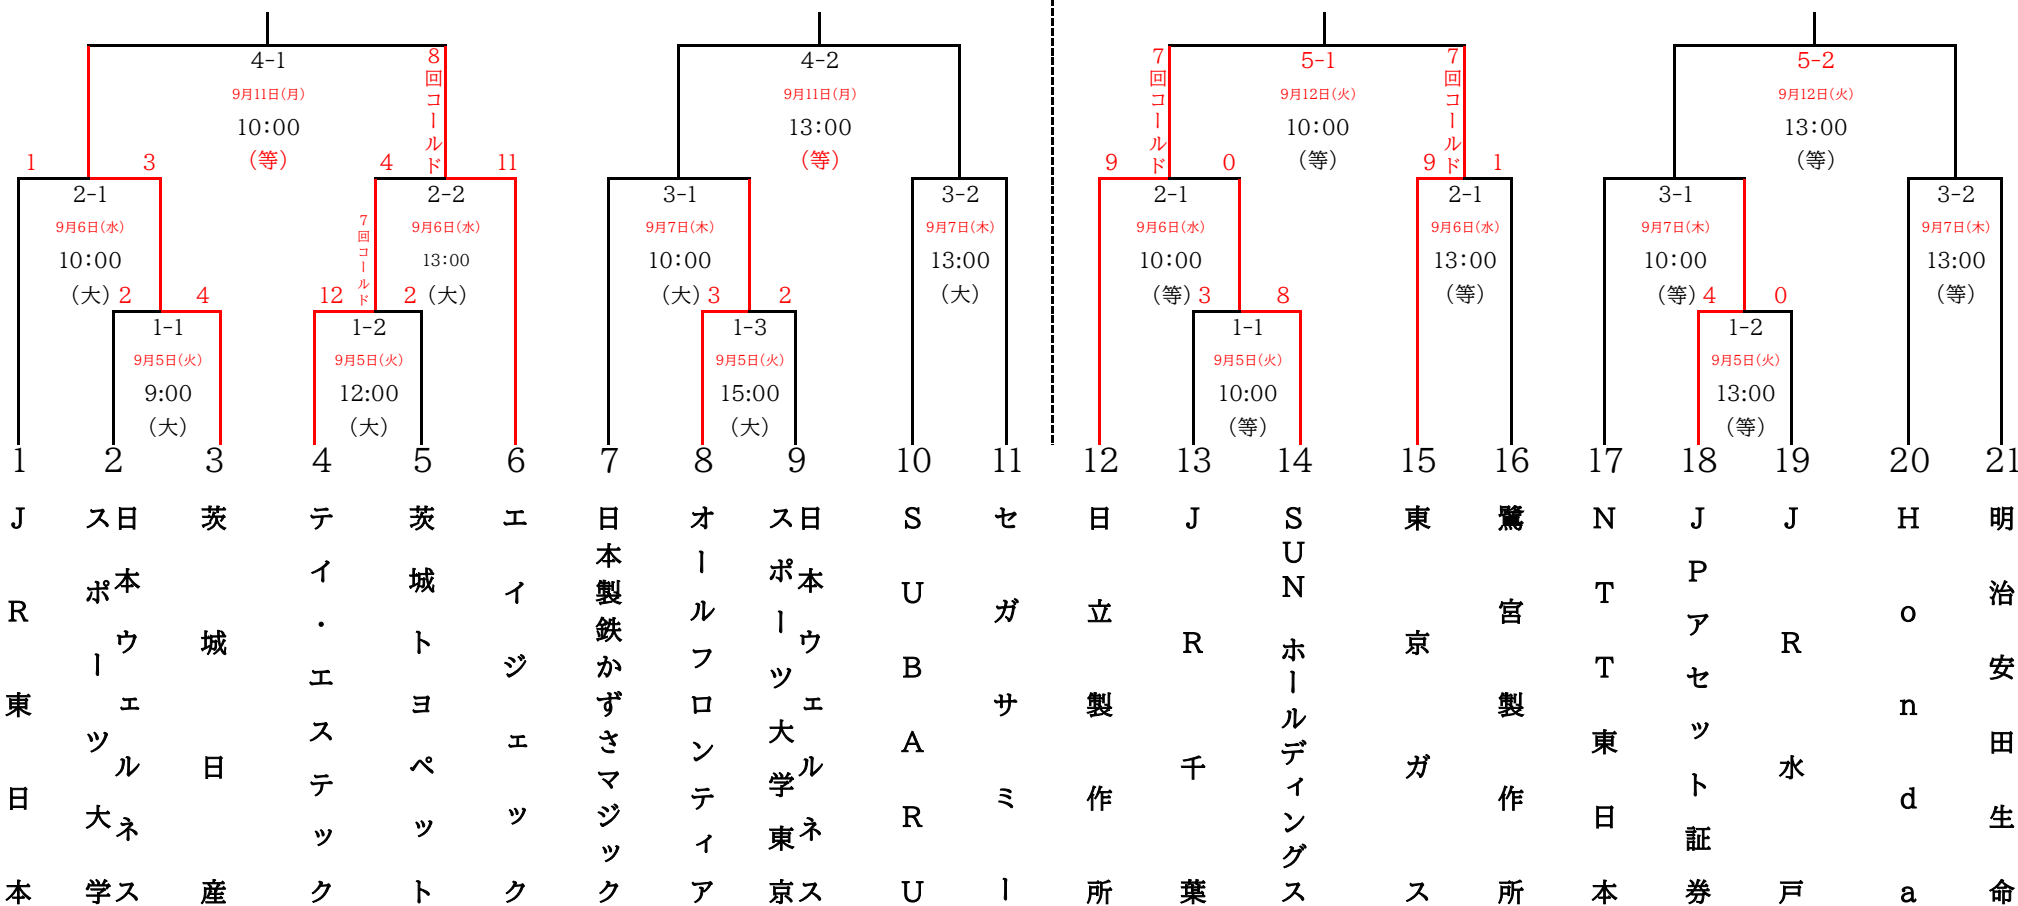 4-1
9月11日(月)
10:00
(等)
8回コールド
4-2
9月11日(月)
13:00
(等)
7回コールド
5-1
9月12日(火)
10:00
(等)
7回コールド
5-2
9月12日(火)
13:00
(等)
1 3
2-1
9月6日(水)
10:00
(大)
4 11
2-2
9月6日(水)
13:00
(大)
7回コールド
3-1
9月7日(木)
10:00
(大)
3-2
9月7日(木)
13:00
(大)
9 0
2-1
9月6日(水)
10:00
(等)
9 1
2-1
9月6日(水)
13:00
(等)
3-1
9月7日(木)
10:00
(等)
3-2
9月7日(木)
13:00
(等)
2 4
1-1
9月5日(火)
9:00
(大)
12 2
1-2
9月5日(火)
12:00
(大)
3 2
1-3
9月5日(火)
15:00
(大)
3 8
1-1
9月5日(火)
10:00
(等)
4 0
1-2
9月5日(火)
13:00
(等)
1 2 3 4 5 6 7 8 9 10 11 12 13 14 15 16 17 18 19 20 21
JR東日本
日本ウェルネス
スポーツ大学
茨城日産
テイ・エステック
茨城トヨペット
エイジェック
日本製鉄かずさマジック
オールフロンティア
日本ウェルネス
スポーツ大学東京
SUBARU
セガサミー
日立製作所
JR千葉
SUNホールディングス
東京ガス
鷺宮製作所
NTT東日本
JPアセット証券
JR水戸
Honda
明治安田生命